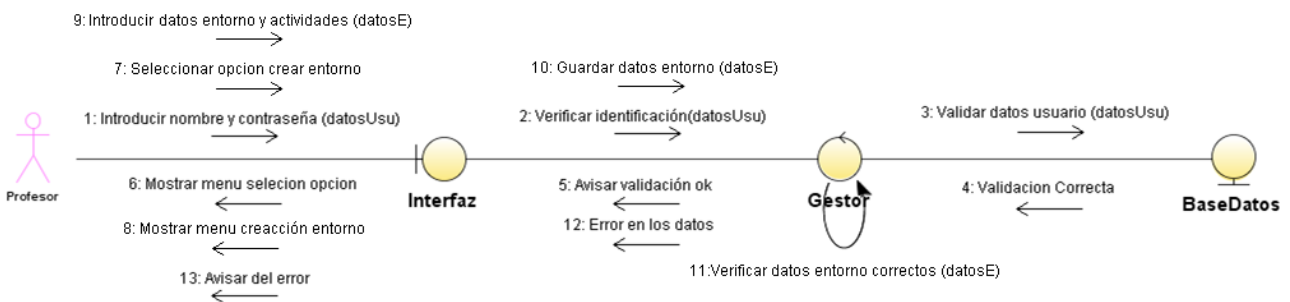 9: Introducir datos entorno y actividades (datosE)
7: Seleccionar opcion crear entorno
10: Guardar datos entorno (datosE)
1: Introducir nombre y contraseña (datosUsu)
2: Verificar identificación(datosUsu)
3: Validar datos usuario (datosUsu)
Profesor
6: Mostrar menu selecion opcion
Interfaz
5: Avisar validación ok
Gestor
4: Validacion Correcta
BaseDatos
8: Mostrar menu creacción entorno
12: Error en los datos
11:Verificar datos entorno correctos (datosE)
13: Avisar del error